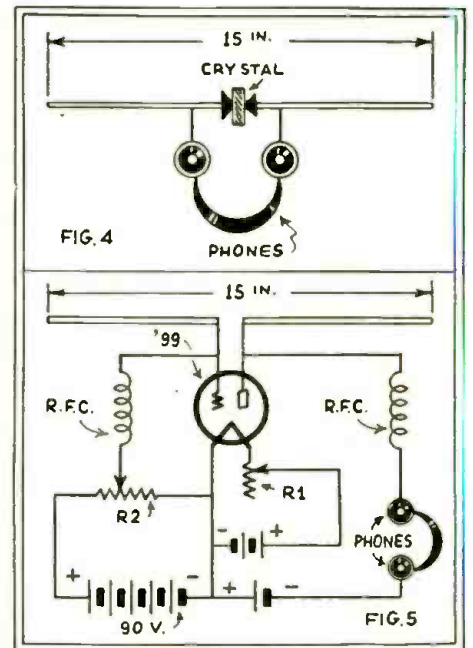 15 IN.
CRYSTAL
FIG. 4
PHONES
15 IN.
'99
R.F.C.
R.F.C.
R2
R1
- +
PHONES
+ - + -
90 V.
FIG. 5